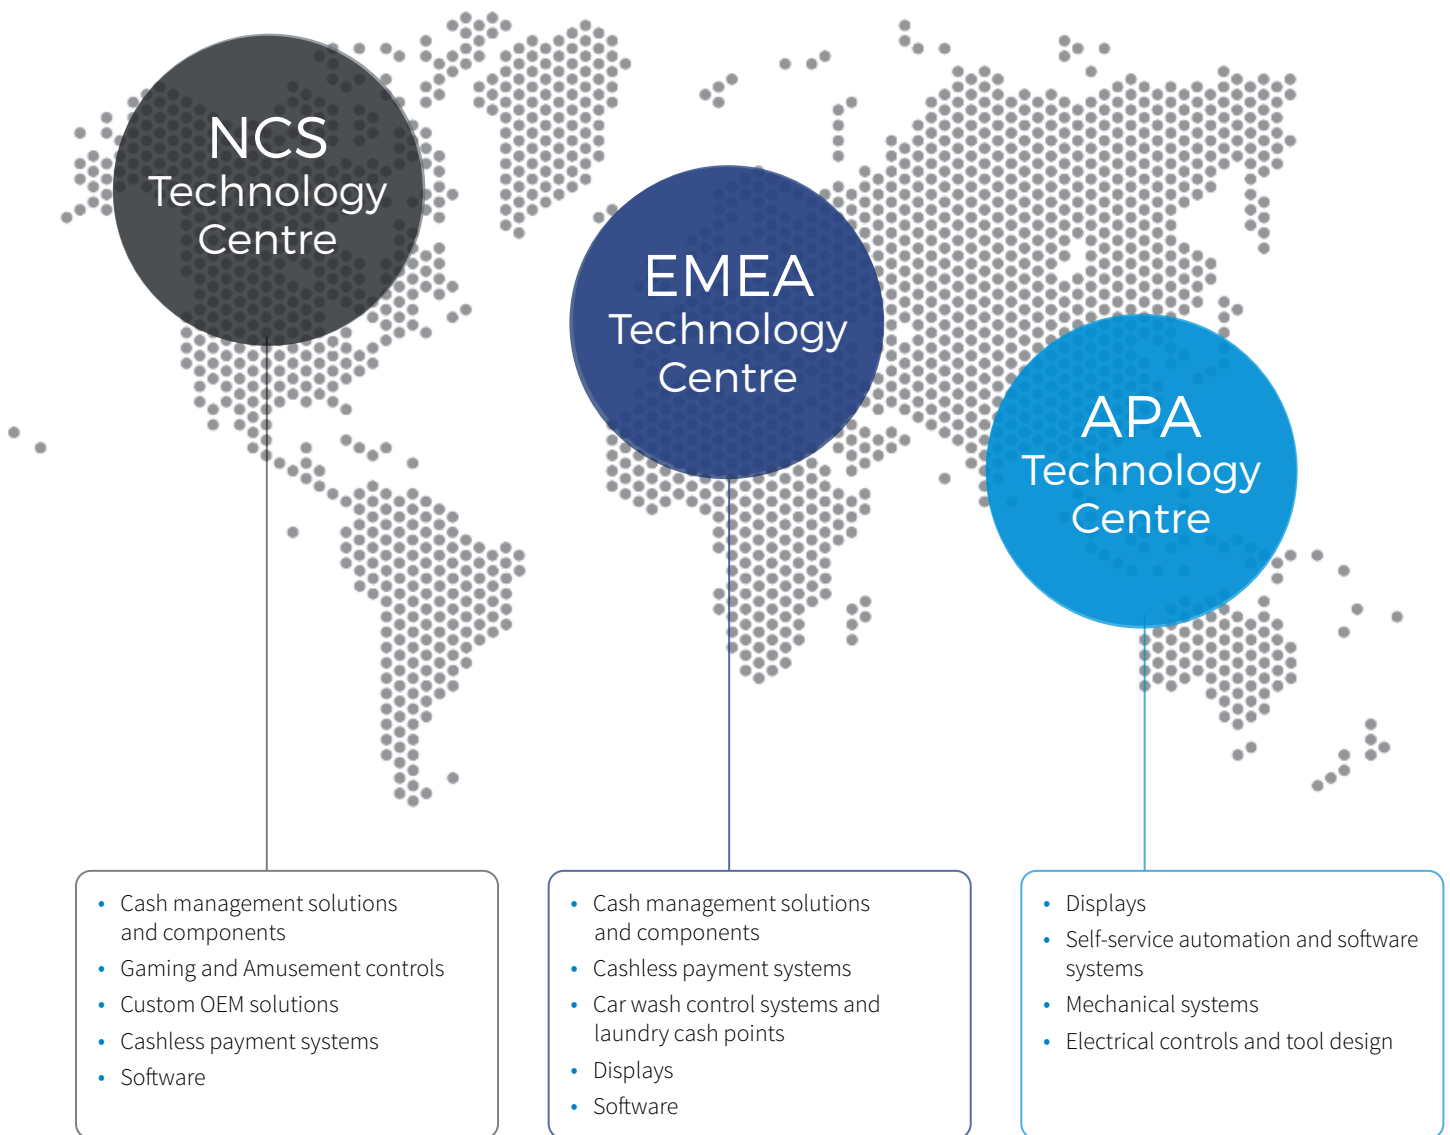 NCS
Technology
Centre
EMEA
Technology
Centre
APA
Technology
Centre
• Cash management solutions
and components
• Gaming and Amusement controls
• Custom OEM solutions
• Cashless payment systems
• Software
• Cash management solutions
and components
• Cashless payment systems
• Car wash control systems and
laundry cash points
• Displays
• Software
• Displays
• Self-service automation and software
systems
• Mechanical systems
• Electrical controls and tool design